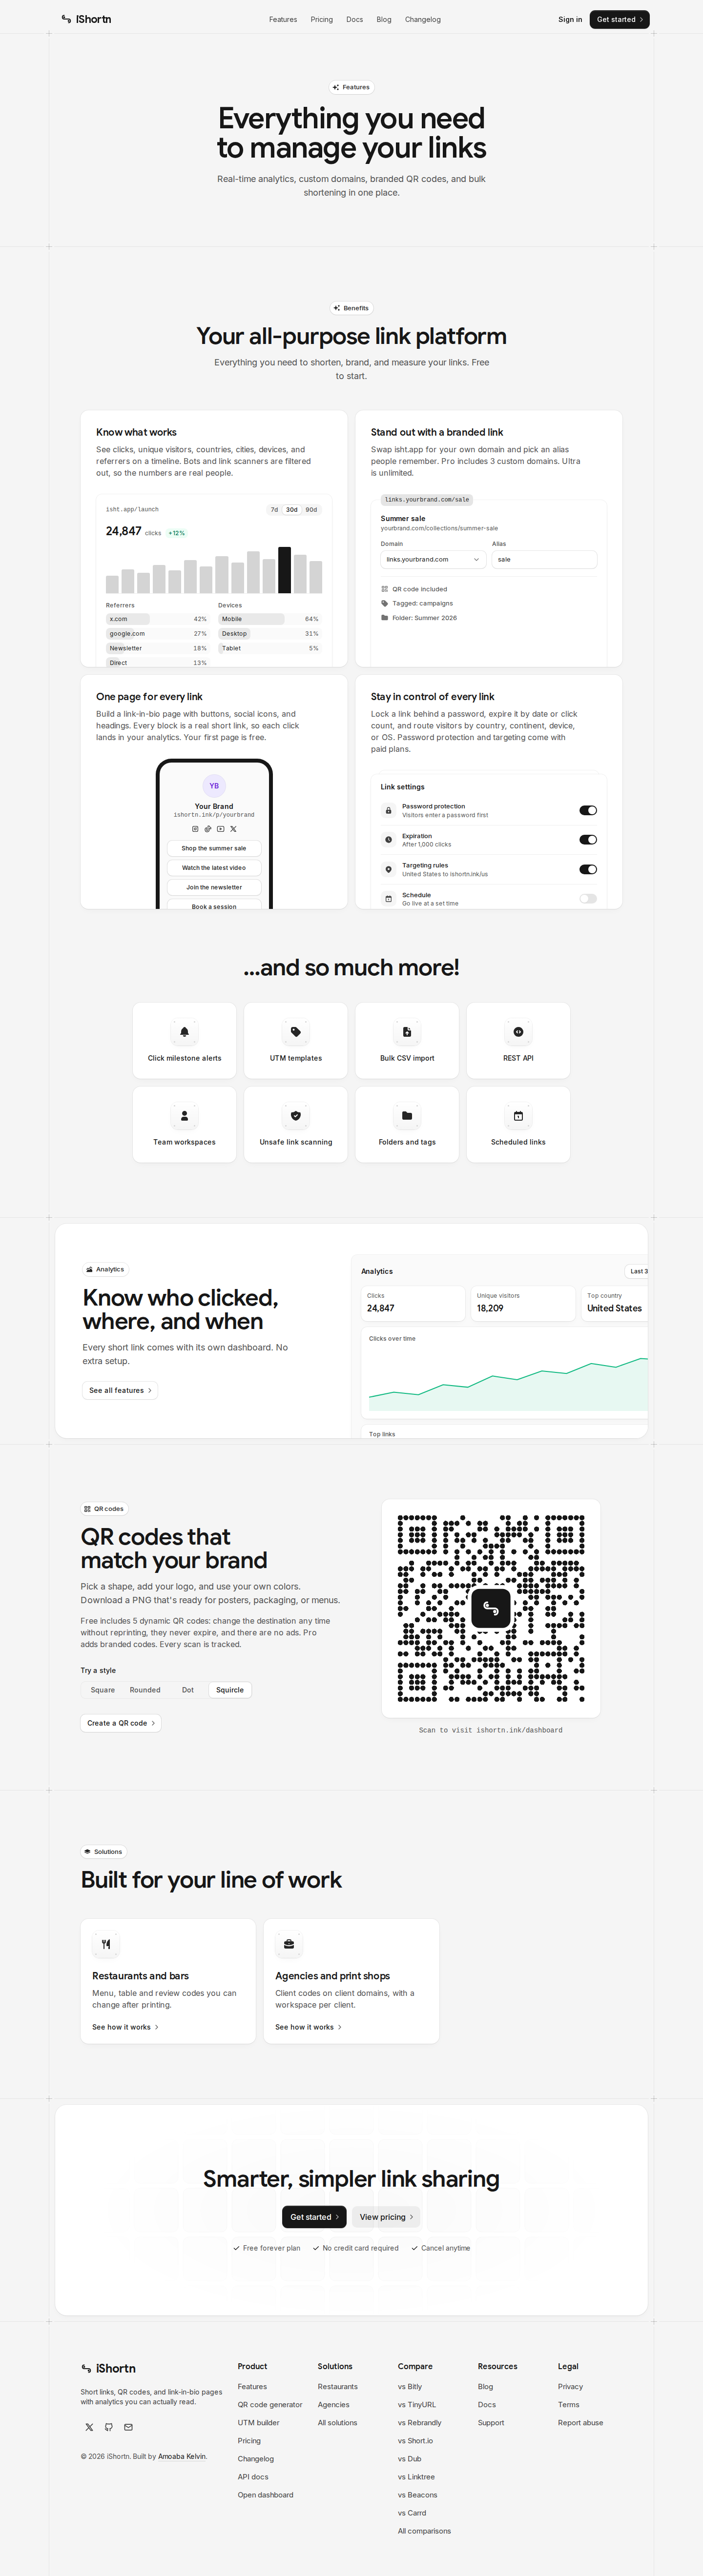 iShortn
Features
Pricing
Docs
Blog
Changelog
Sign in
Get started
Features
Everything you need
to manage your links
Real-time analytics, custom domains, branded QR codes, and bulk
shortening in one place.
Benefits
Your all-purpose link platform
Everything you need to shorten, brand, and measure your links. Free
to start.
Know what works
See clicks, unique visitors, countries, cities, devices, and
referrers on a timeline. Bots and link scanners are filtered
out, so the numbers are real people.
isht.app/launch
7d 30d 90d
24,847 clicks +12%
Referrers
x.com 42%
google.com 27%
Newsletter 18%
Direct 13%
Devices
Mobile 64%
Desktop 31%
Tablet 5%
Stand out with a branded link
Swap isht.app for your own domain and pick an alias
people remember. Pro includes 3 custom domains. Ultra
is unlimited.
links.yourbrand.com/sale
Summer sale
yourbrand.com/collections/summer-sale
Domain
Alias
links.yourbrand.com
sale
QR code included
Tagged: campaigns
Folder: Summer 2026
One page for every link
Build a link-in-bio page with buttons, social icons, and
headings. Every block is a real short link, so each click
lands in your analytics. Your first page is free.
YB
Your Brand
ishortn.ink/p/yourbrand
Shop the summer sale
Watch the latest video
Join the newsletter
Book a session
Stay in control of every link
Lock a link behind a password, expire it by date or click
count, and route visitors by country, continent, device,
or OS. Password protection and targeting come with
paid plans.
Link settings
Password protection
Visitors enter a password first
Expiration
After 1,000 clicks
Targeting rules
United States to ishortn.ink/us
Schedule
Go live at a set time
...and so much more!
Click milestone alerts
UTM templates
Bulk CSV import
REST API
Team workspaces
Unsafe link scanning
Folders and tags
Scheduled links
Analytics
Know who clicked,
where, and when
Every short link comes with its own dashboard. No
extra setup.
See all features
Analytics
Last 3
Clicks
24,847
Unique visitors
18,209
Top country
United States
Clicks over time
Top links
QR codes
QR codes that
match your brand
Pick a shape, add your logo, and use your own colors.
Download a PNG that's ready for posters, packaging, or menus.
Free includes 5 dynamic QR codes: change the destination any time
without reprinting, they never expire, and there are no ads. Pro
adds branded codes. Every scan is tracked.
Try a style
Square Rounded Dot Squircle
Create a QR code
Scan to visit ishortn.ink/dashboard
Solutions
Built for your line of work
Restaurants and bars
Menu, table and review codes you can
change after printing.
See how it works
Agencies and print shops
Client codes on client domains, with a
workspace per client.
See how it works
Smarter, simpler link sharing
Get started
View pricing
Free forever plan
No credit card required
Cancel anytime
iShortn
Short links, QR codes, and link-in-bio pages
with analytics you can actually read.
© 2026 iShortn. Built by Amoaba Kelvin.
Product
Features
QR code generator
UTM builder
Pricing
Changelog
API docs
Open dashboard
Solutions
Restaurants
Agencies
All solutions
Compare
vs Bitly
vs TinyURL
vs Rebrandly
vs Short.io
vs Dub
vs Linktree
vs Beacons
vs Carrd
All comparisons
Resources
Blog
Docs
Support
Legal
Privacy
Terms
Report abuse